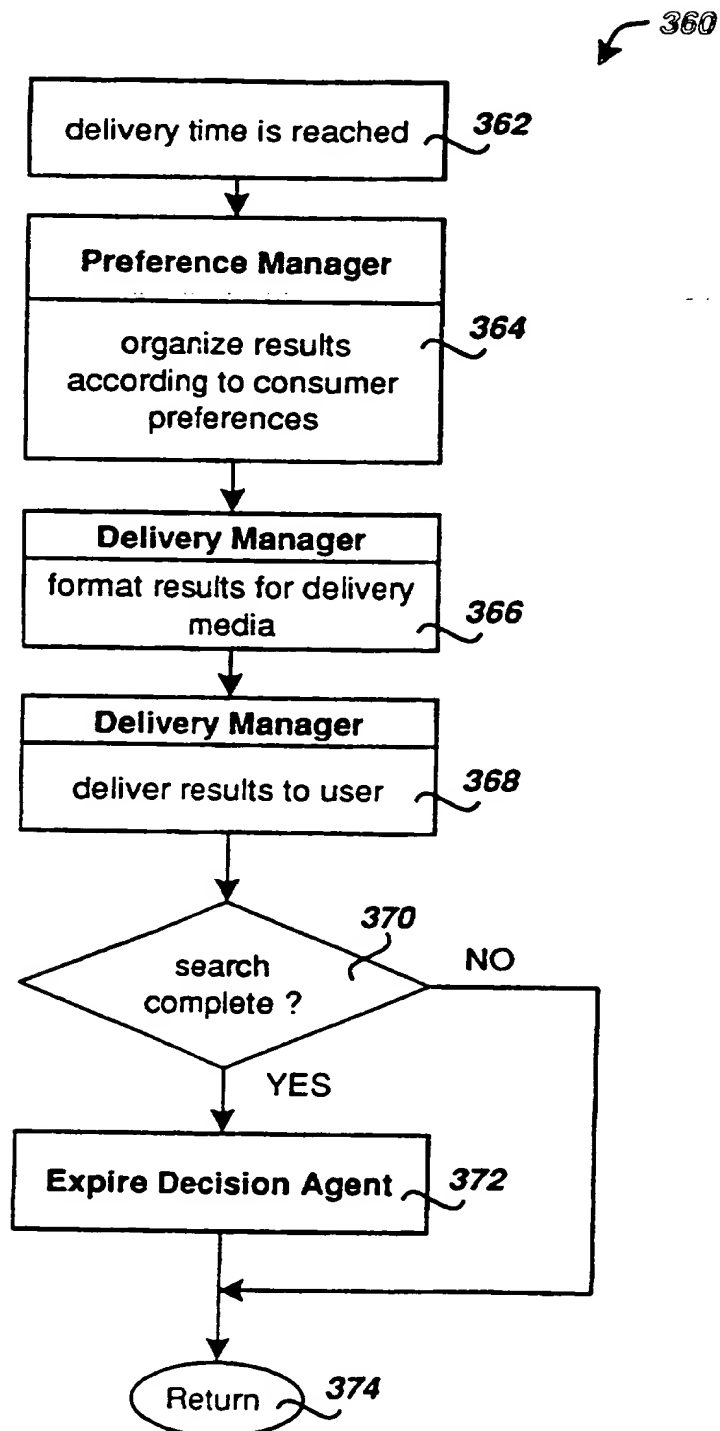 360
delivery time is reached
362
Preference Manager
organize results
according to consumer
preferences
364
Delivery Manager
format results for delivery
media
366
Delivery Manager
deliver results to user
368
370
search
complete ?
NO
YES
Expire Decision Agent
372
Return
374